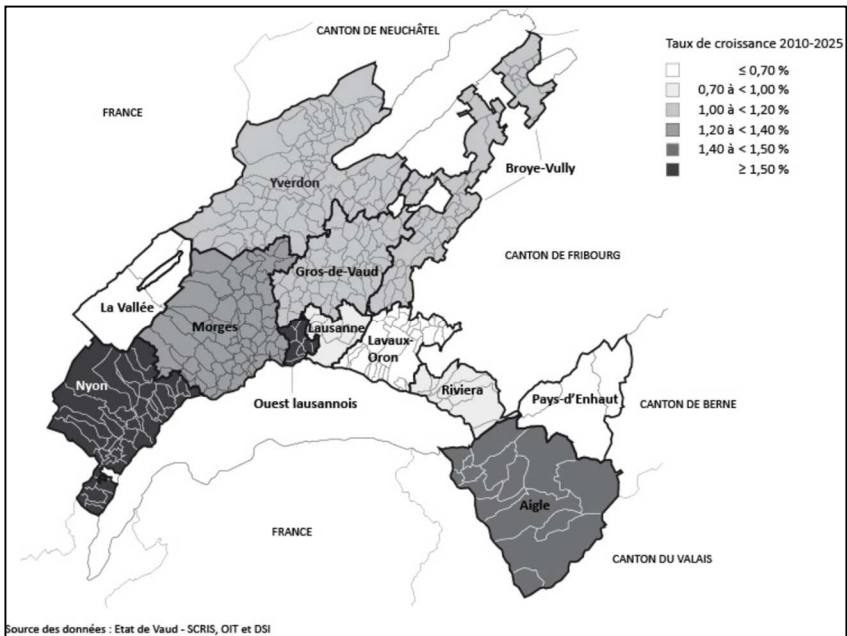 CANTON DE NEUCHÂTEL
Taux de croissance 2010-2025
≤ 0,70 %
0,70 à < 1,00 %
1,00 à < 1,20 %
1,20 à < 1,40 %
1,40 à < 1,50 %
≥ 1,50 %
FRANCE
Broye-Vully
Yverdon
CANTON DE FRIBOURG
Gros-de-Vaud
La Vallée
Morges
Lausanne
Lavaux-
Oron
Nyon
Ouest lausannois
Riviera
Pays-d'Enhaut
CANTON DE BERNE
Aigle
FRANCE
CANTON DU VALAIS
Source des données : Etat de Vaud - SCRIS, OIT et DSI